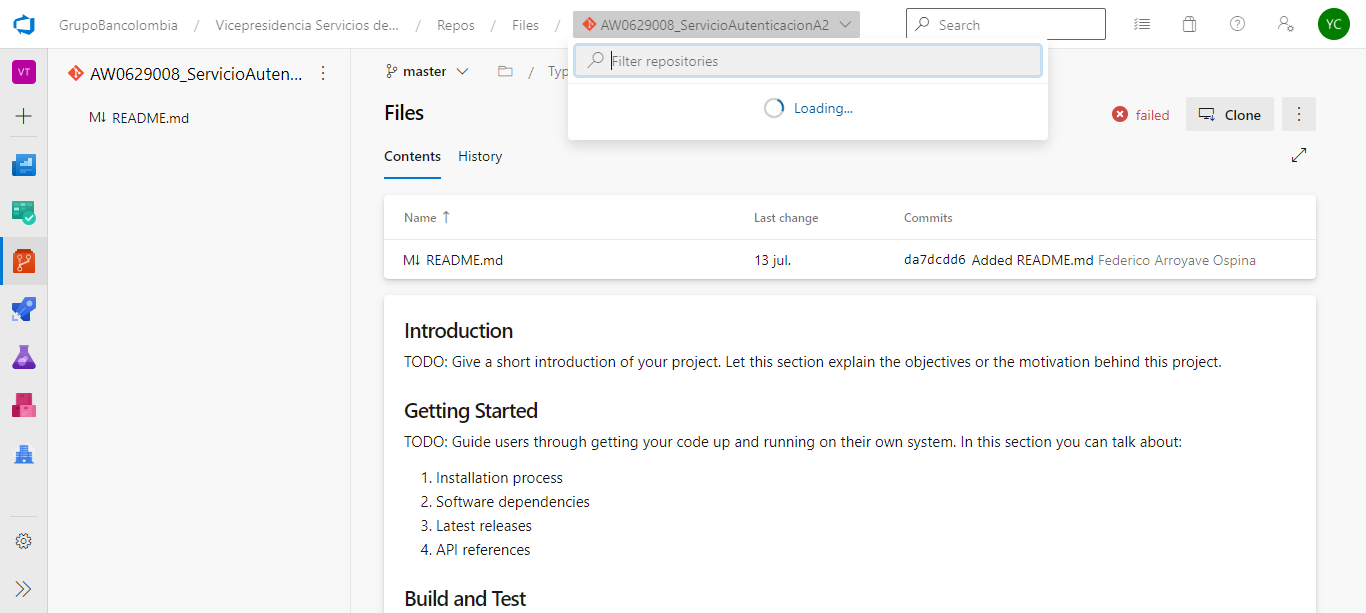 GrupoBancolombia / Vicepresidencia Servicios de... / Repos / Files / AW0629008_ServicioAutenticacionA2
Search
YC
VT
AW0629008_ServicioAuten...
README.md
master
/ Typ
Filter repositories
Loading...
Files
failed
Clone
Contents
History
Name ↑ Last change Commits
README.md 13 jul. da7dcdd6 Added README.md Federico Arroyave Ospina
Introduction
TODO: Give a short introduction of your project. Let this section explain the objectives or the motivation behind this project.
Getting Started
TODO: Guide users through getting your code up and running on their own system. In this section you can talk about:
1. Installation process
2. Software dependencies
3. Latest releases
4. API references
Build and Test